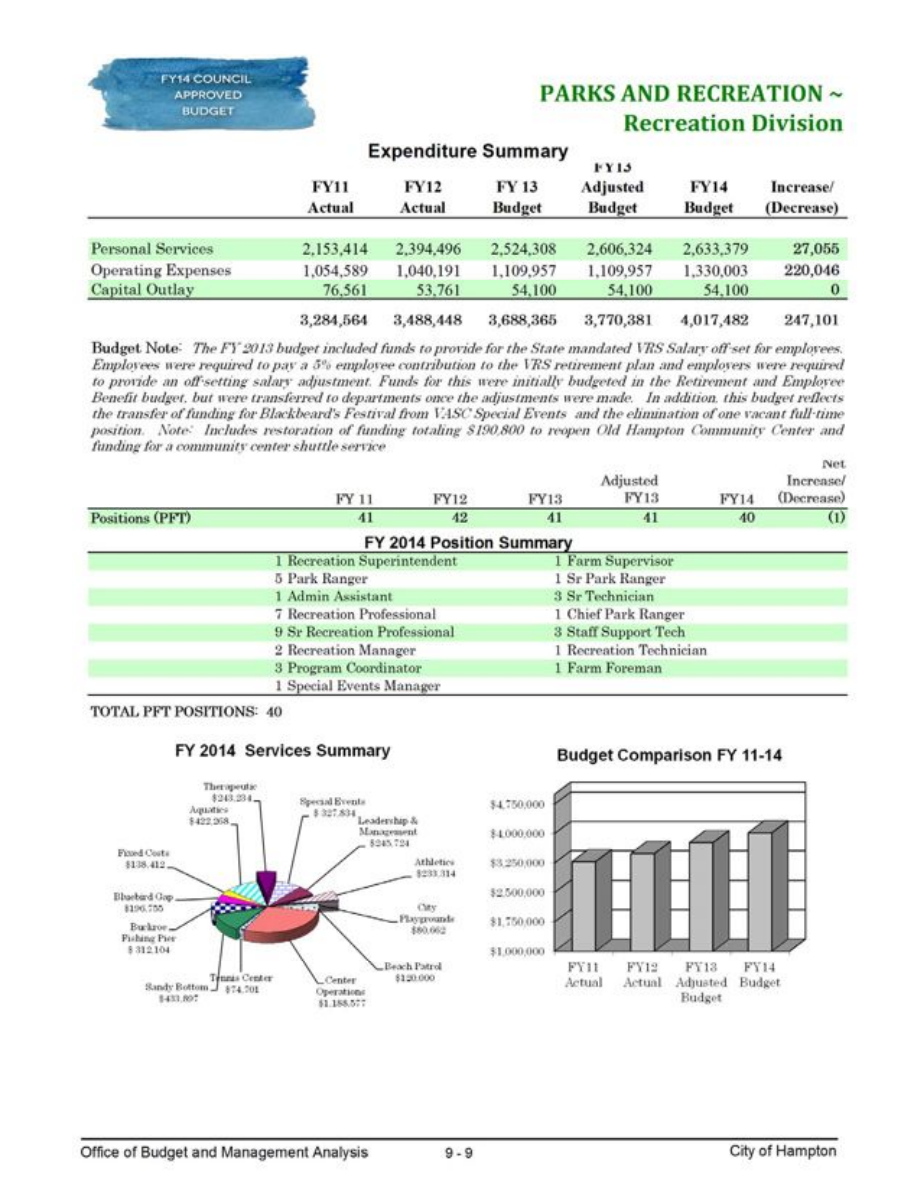 FY14 COUNCIL
APPROVED
BUDGET
PARKS AND RECREATION ~
Recreation Division
Expenditure Summary
FY11 Actual FY12 Actual FY 13 Budget FY13 Adjusted Budget FY14 Budget Increase/ (Decrease)
Personal Services 2,153,414 2,394,496 2,524,308 2,606,324 2,633,379 27,055
Operating Expenses 1,054,589 1,040,191 1,109,957 1,109,957 1,330,003 220,046
Capital Outlay 76,561 53,761 54,100 54,100 54,100 0
3,284,564 3,488,448 3,688,365 3,770,381 4,017,482 247,101
Budget Note: The FY 2013 budget included funds to provide for the State mandated VRS Salary off-set for employees.
Employees were required to pay a 5% employee contribution to the VRS retirement plan and employers were required
to provide an off-setting salary adjustment. Funds for this were initially budgeted in the Retirement and Employee
Benefit budget, but were transferred to departments once the adjustments were made. In addition, this budget reflects
the transfer of funding for Blackbeard's Festival from VASC Special Events and the elimination of one vacant full-time
position. Note: Includes restoration of funding totaling $190,800 to reopen Old Hampton Community Center and
funding for a community center shuttle service
FY 11 FY12 FY13 Adjusted FY13 FY14 Net Increase/ (Decrease)
Positions (PFT) 41 42 41 41 40 (1)
FY 2014 Position Summary
1 Recreation Superintendent 1 Farm Supervisor
5 Park Ranger 1 Sr Park Ranger
1 Admin Assistant 3 Sr Technician
7 Recreation Professional 1 Chief Park Ranger
9 Sr Recreation Professional 3 Staff Support Tech
2 Recreation Manager 1 Recreation Technician
3 Program Coordinator 1 Farm Foreman
1 Special Events Manager
TOTAL PFT POSITIONS: 40
FY 2014 Services Summary
Therapeutic
$243,234
Aquatics
$422,268
Special Events
$ 327,834
Leadership &
Management
$245,724
Fixed Costs
$138,412
Athletics
$233,314
Bluebird Gap
$196,755
City
Playgrounds
$80,662
Buckroe
Fishing Pier
$ 312,104
Beach Patrol
$120,000
Tennis Center
$74,701
Sandy Bottom
$433,897
Center
Operations
$1,188,577
Budget Comparison FY 11-14
$4,750,000
$4,000,000
$3,250,000
$2,500,000
$1,750,000
$1,000,000
FY11 FY12 FY13 FY14
Actual Actual Adjusted Budget
Budget
Office of Budget and Management Analysis 9 - 9 City of Hampton